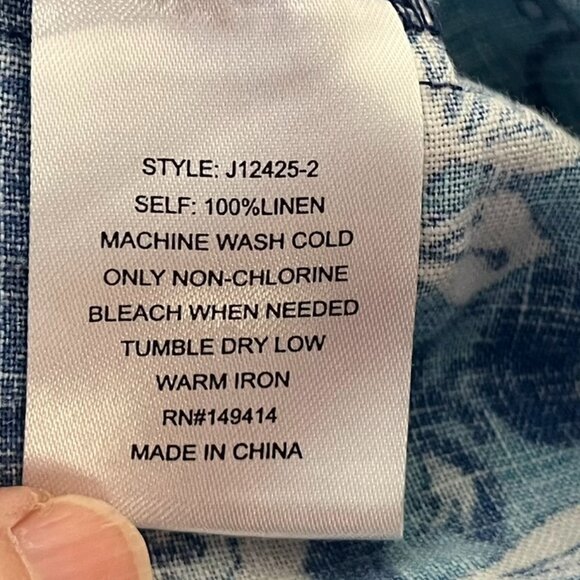 STYLE: J12425-2
SELF: 100%LINEN
MACHINE WASH COLD
ONLY NON-CHLORINE
BLEACH WHEN NEEDED
TUMBLE DRY LOW
WARM IRON
RN#149414
MADE IN CHINA